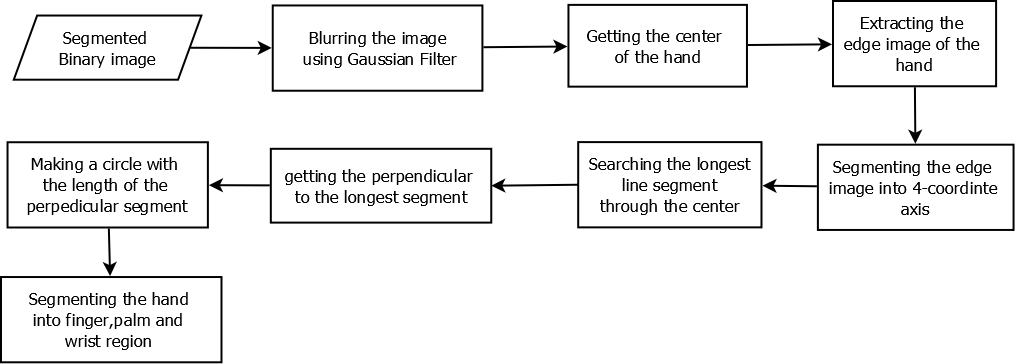 Segmented
Binary image
Blurring the image
using Gaussian Filter
Getting the center
of the hand
Extracting the
edge image of the
hand
Segmenting the edge
image into 4-coordinte
axis
Searching the longest
line segment
through the center
getting the perpendicular
to the longest segment
Making a circle with
the length of the
perpedicular segment
Segmenting the hand
into finger,palm and
wrist region